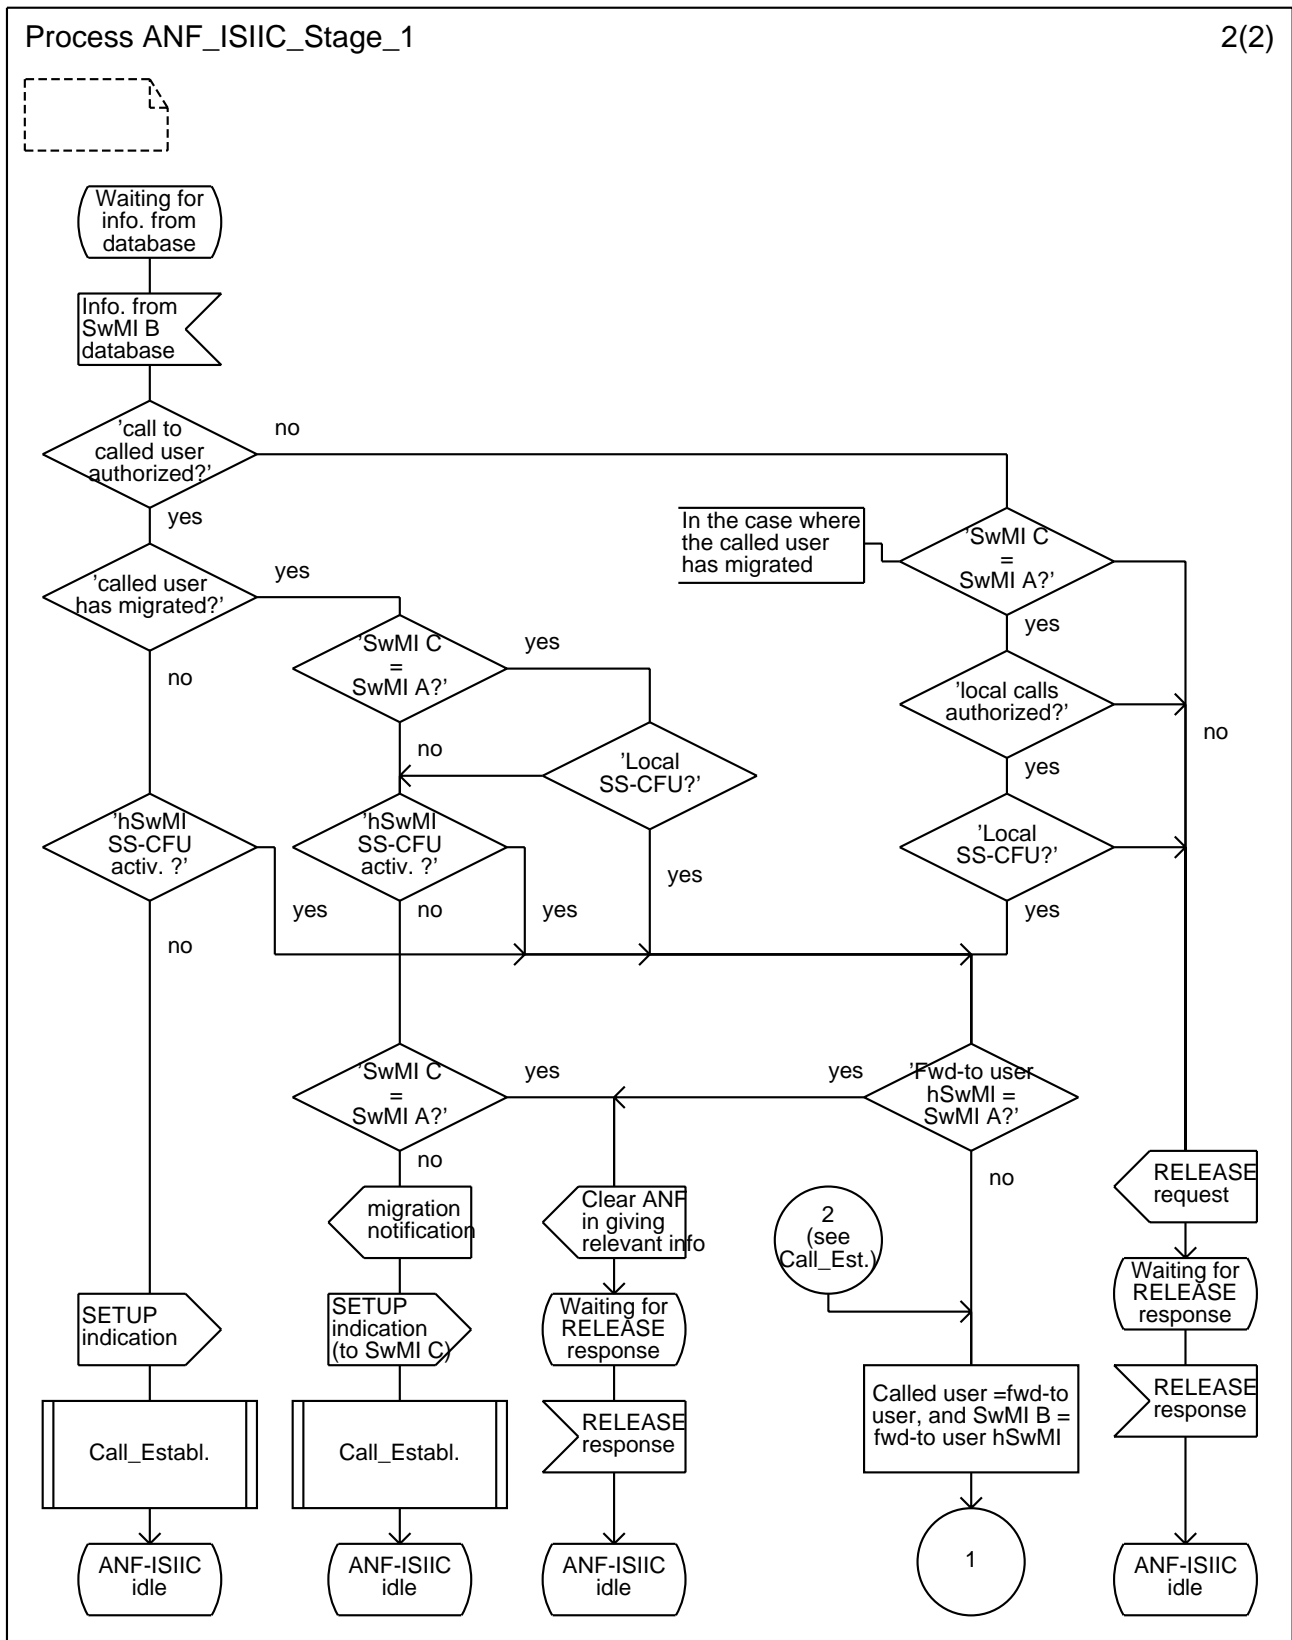 Process ANF_ISIIC_Stage_1
2(2)
Waiting for
info. from
database
Info. from
SwMI B
database
'call to
called user
authorized?'
no
yes
In the case where
the called user
has migrated
'SwMI C
=
SwMI A?'
'called user
has migrated?'
yes
yes
no
'SwMI C
=
SwMI A?'
yes
no
'local calls
authorized?'
no
yes
'Local
SS-CFU?'
'hSwMI
SS-CFU
activ. ?'
'hSwMI
SS-CFU
activ. ?'
'Local
SS-CFU?'
yes
yes
no
yes
yes
no
'SwMI C
=
SwMI A?'
yes
yes
'Fwd-to user
hSwMI =
SwMI A?'
no
no
migration
notification
Clear ANF
in giving
relevant info
2
(see
Call_Est.)
RELEASE
request
SETUP
indication
SETUP
indication
(to SwMI C)
Waiting for
RELEASE
response
Waiting for
RELEASE
response
Call_Establ.
Call_Establ.
RELEASE
response
Called user =fwd-to
user, and SwMI B =
fwd-to user hSwMI
RELEASE
response
ANF-ISIIC
idle
ANF-ISIIC
idle
ANF-ISIIC
idle
1
ANF-ISIIC
idle